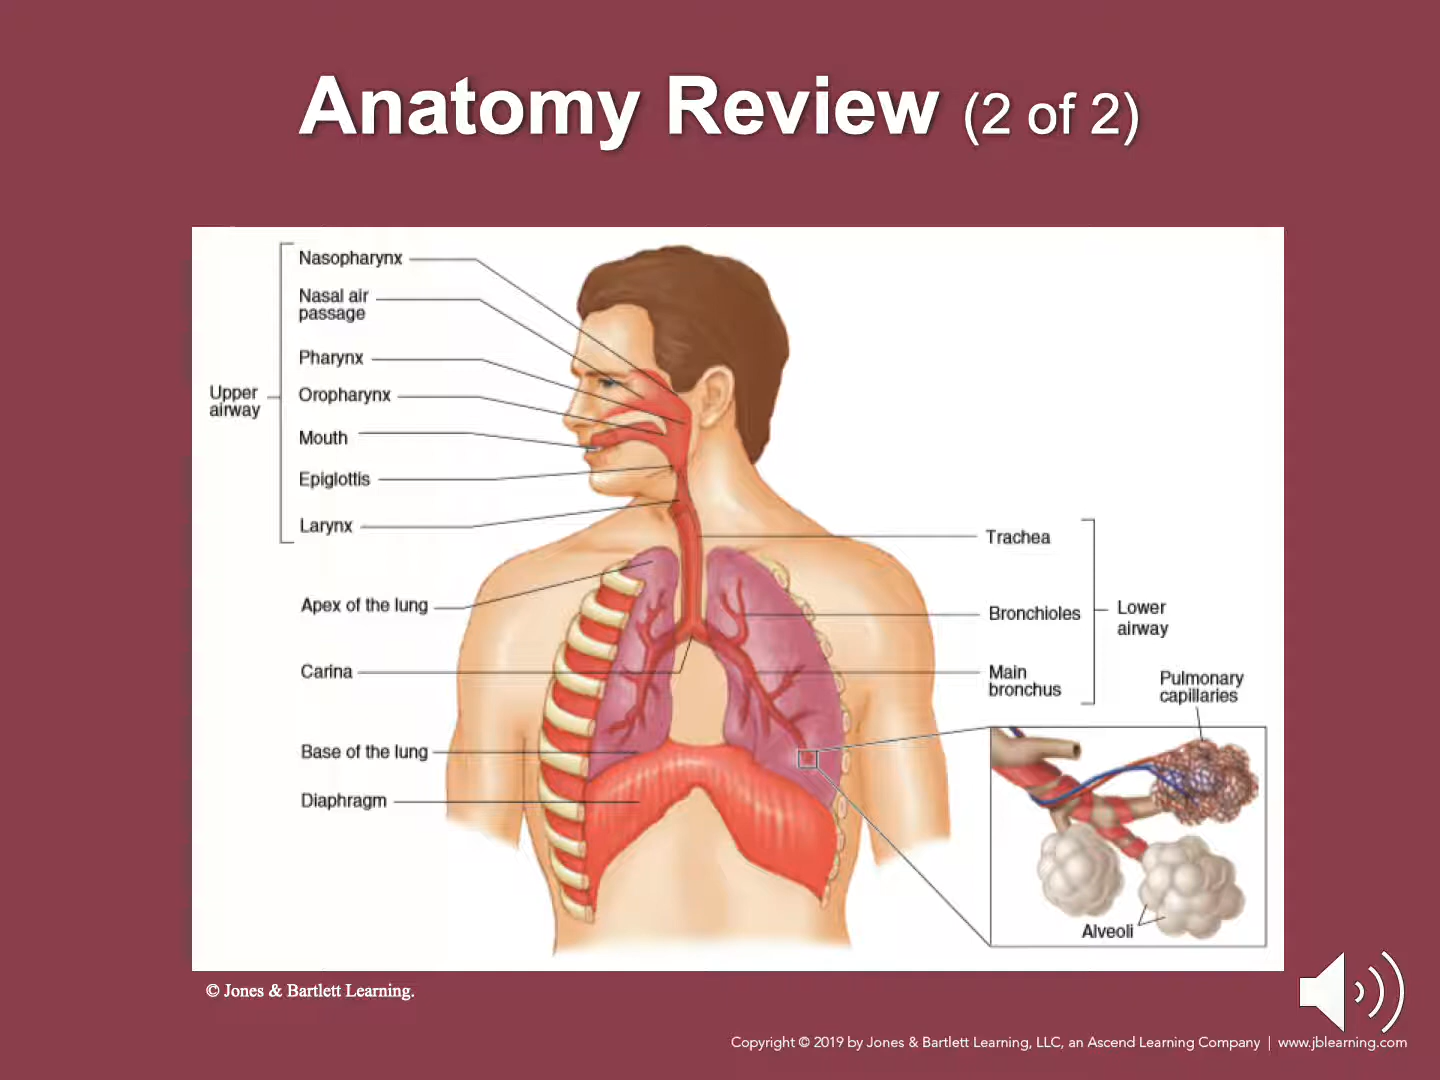 Anatomy Review (2 of 2)
Nasopharynx
Nasal air
passage
Pharynx
Upper
airway
Oropharynx
Mouth
Epiglottis
Larynx
Trachea
Apex of the lung
Bronchioles
Lower
airway
Carina
Main
bronchus
Pulmonary
capillaries
Base of the lung
Diaphragm
Alveoli
© Jones & Bartlett Learning.
Copyright © 2019 by Jones & Bartlett Learning, LLC, an Ascend Learning Company | www.jblearning.com